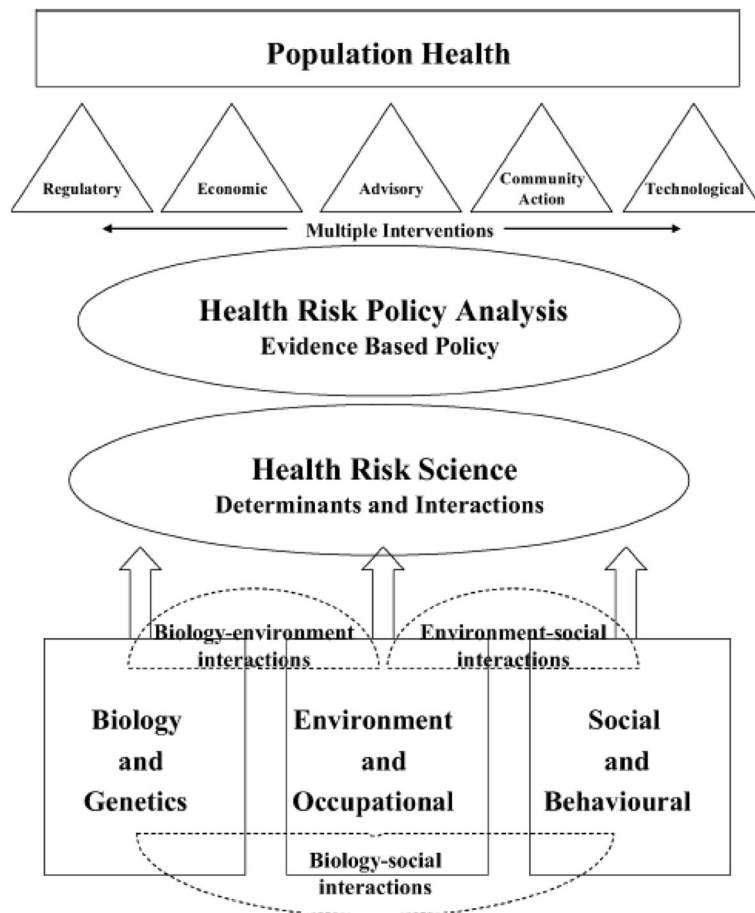 Population Health
Regulatory
Economic
Advisory
Community
Action
Technological
Multiple Interventions
Health Risk Policy Analysis
Evidence Based Policy
Health Risk Science
Determinants and Interactions
Biology-environment
interactions
Environment-social
interactions
Biology
and
Genetics
Environment
and
Occupational
Social
and
Behavioural
Biology-social
interactions